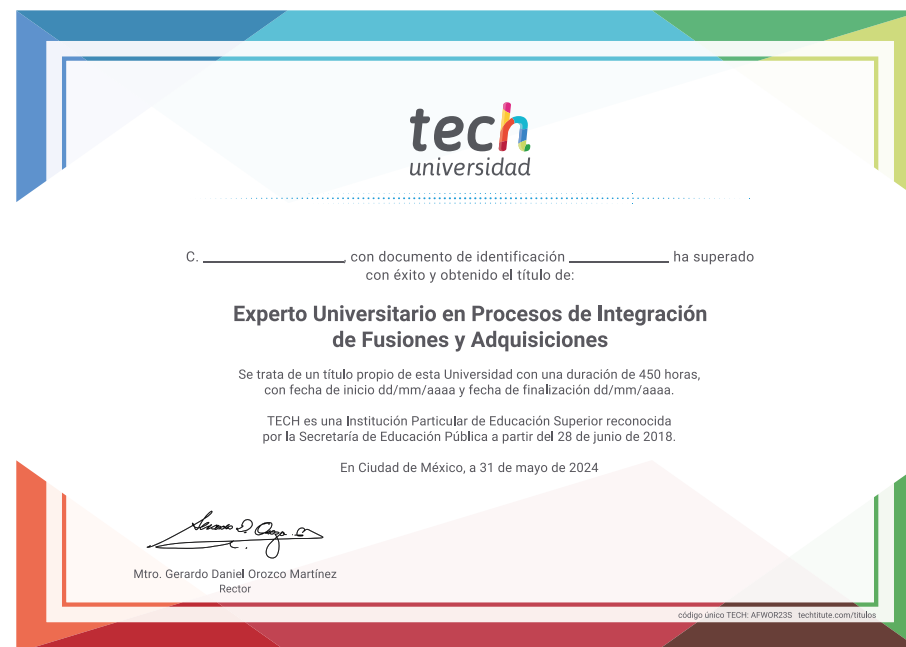 tech
universidad
C. ____________, con documento de identificación ____________ ha superado
con éxito y obtenido el título de:
Experto Universitario en Procesos de Integración
de Fusiones y Adquisiciones
Se trata de un título propio de esta Universidad con una duración de 450 horas,
con fecha de inicio dd/mm/aaaa y fecha de finalización dd/mm/aaaa.
TECH es una Institución Particular de Educación Superior reconocida
por la Secretaría de Educación Pública a partir del 28 de junio de 2018.
En Ciudad de México, a 31 de mayo de 2024
Mtro. Gerardo Daniel Orozco Martínez
Rector
código único TECH: AFWOR23S techtitute.com/titulos